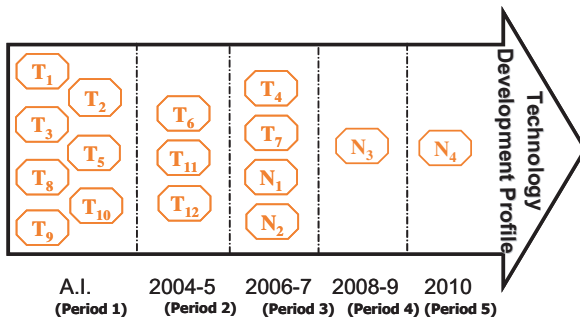 T1
T2
T3
T5
T8
T10
T9
T6
T11
T12
T4
T7
N1
N2
N3
N4
Technology
Development Profile
A.I. 2004-5 2006-7 2008-9 2010
(Period 1) (Period 2) (Period 3) (Period 4) (Period 5)